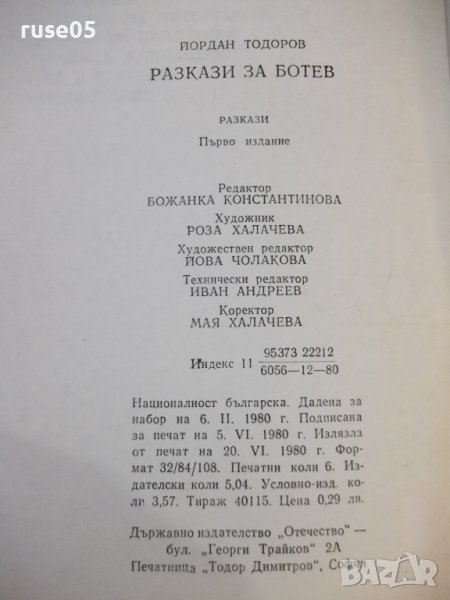 ruse05
ЙОРДАН ТОДОРОВ
РАЗКАЗИ ЗА БОТЕВ
РАЗКАЗИ
Първо издание
Редактор
БОЖАНКА КОНСТАНТИНОВА
Художник
РОЗА ХАЛАЧЕВА
Художествен редактор
ЙОВА ЧОЛАКОВА
Технически редактор
ИВАН АНДРЕЕВ
Коректор
МАЯ ХАЛАЧЕВА
Индекс 11 95373 22212
6056—12—80
Националност българска. Дадена за
набор на 6. II. 1980 г. Подписана
за печат на 5. VI. 1980 г. Излязла
от печат на 20. VI. 1980 г. Фор-
мат 32/84/108. Печатни коли 6. Из-
дателски коли 5,04. Условно-изд. ко-
ли 3,57. Тираж 40115. Цена 0,29 лв.
Държавно издателство „Отечество" —
бул. „Георги Трайков" 2А
Печатница „Тодор Димитров", София
BAZAR.BG